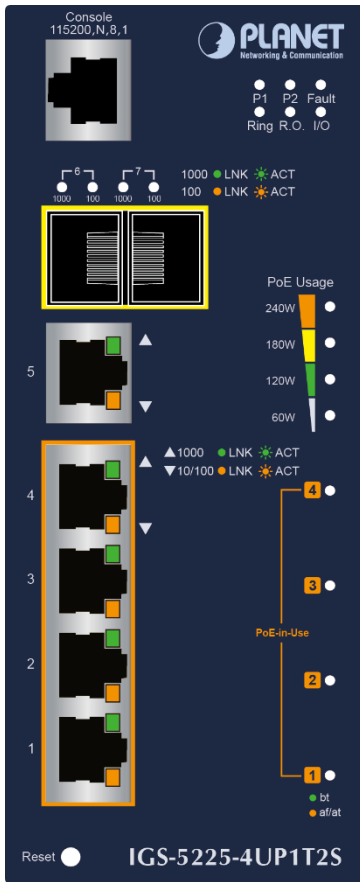 Console
115200,N,8,1
PLANET
Networking & Communication
P1 P2 Fault
Ring R.O. I/O
6 7
1000 100 1000 100
1000 LNK ACT
100 LNK ACT
PoE Usage
240W
180W
120W
60W
5
▲1000 LNK ACT
▼10/100 LNK ACT
4
3
2
1
4
3
PoE-in-Use
2
1
bt
af/at
Reset
IGS-5225-4UP1T2S